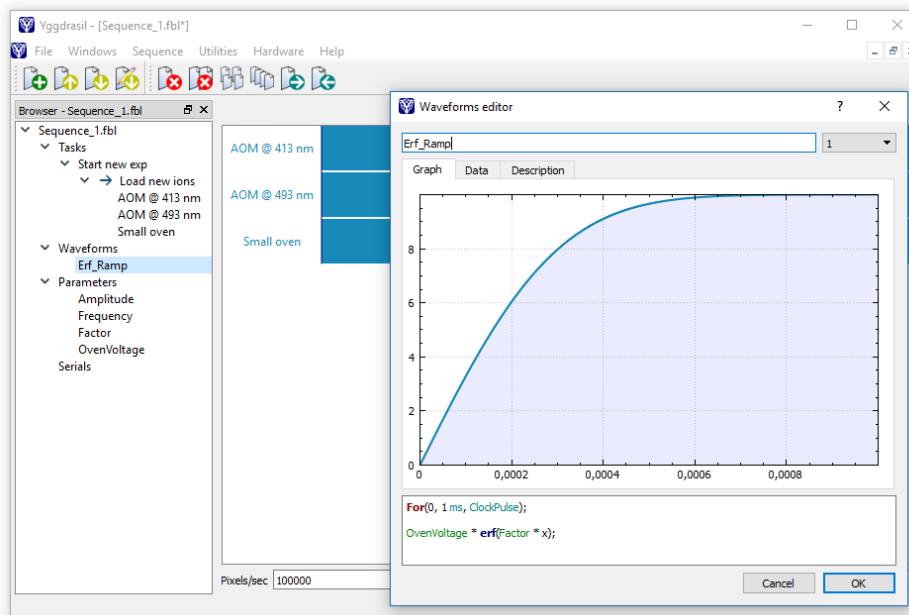 Yggdrasil - [Sequence_1.fbl*]
File Windows Sequence Utilities Hardware Help
Browser - Sequence_1.fbl
Sequence_1.fbl
Tasks
Start new exp
Load new ions
AOM @ 413 nm
AOM @ 493 nm
Small oven
Waveforms
Erf_Ramp
Parameters
Amplitude
Frequency
Factor
OvenVoltage
Serials
AOM @ 413 nm
AOM @ 493 nm
Small oven
Pixels/sec 100000
Waveforms editor
Erf_Ramp 1
Graph Data Description
8
6
4
2
0
0 0,0002 0,0004 0,0006 0,0008
For(0, 1 ms, ClockPulse);
OvenVoltage * erf(Factor * x);
Cancel OK